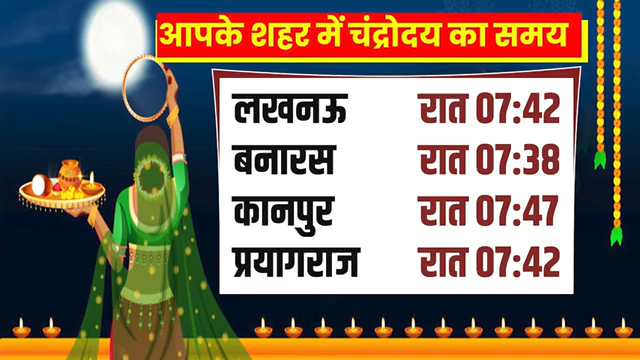 आपके शहर में चंद्रोदय का समय
लखनऊ रात 07:42
बनारस रात 07:38
कानपुर रात 07:47
प्रयागराज रात 07:42